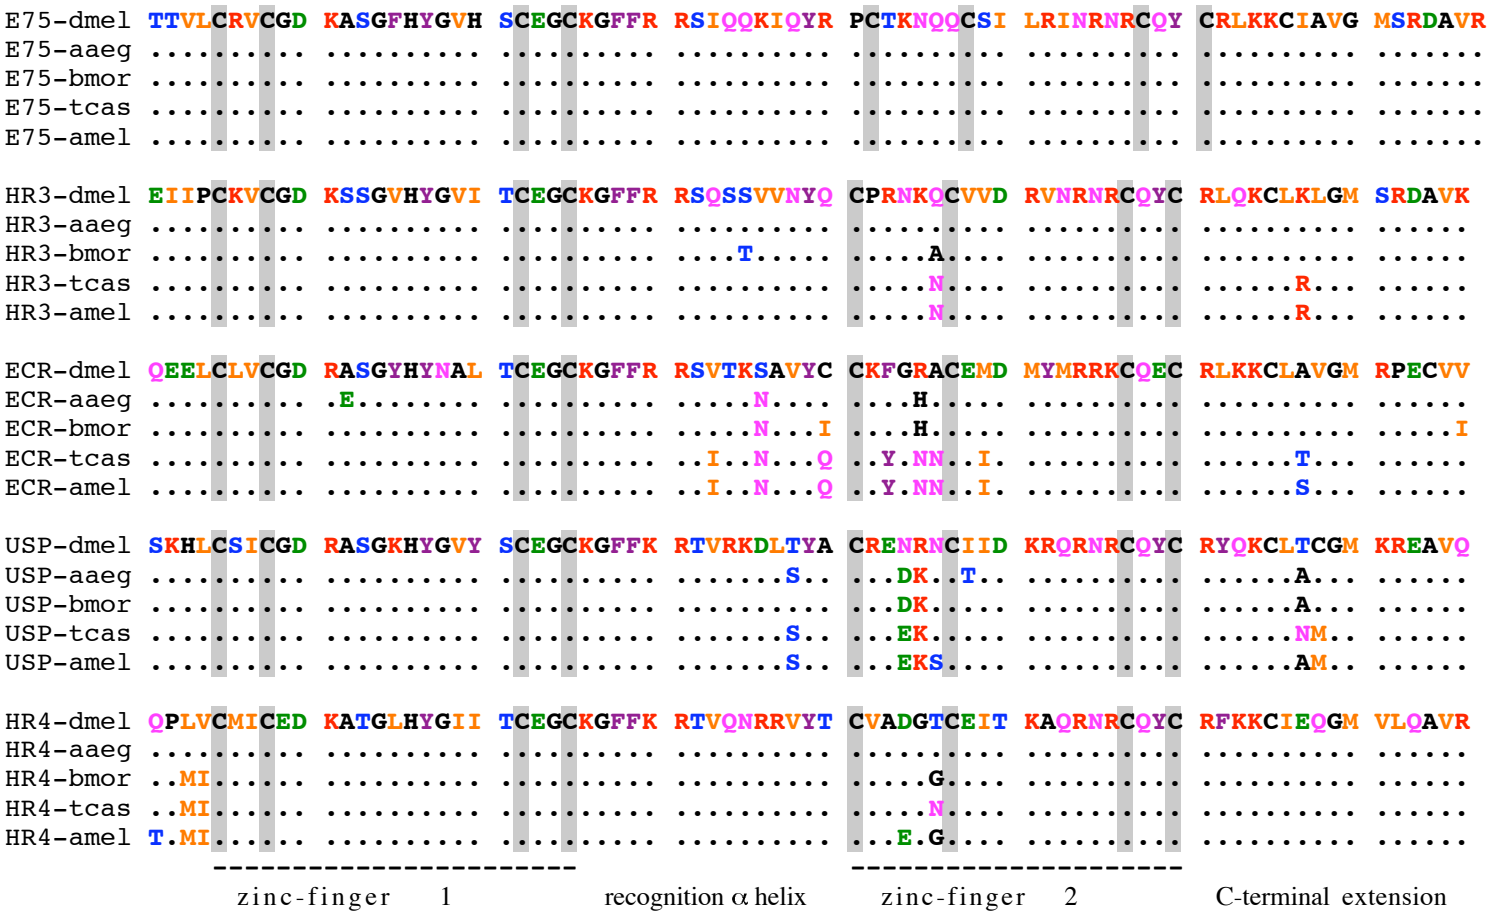 E75-dmel TTVLCRVCGD KASGFHYGVH SCEGCKGFFR RSIQQKIQYR PCTKNQQCSI LRINRNRCQY CRLKKCIAVG MSRDAVR
E75-aaeg .......... .......... .......... .......... .......... .......... .......... .......
E75-bmor .......... .......... .......... .......... .......... .......... .......... .......
E75-tcas .......... .......... .......... .......... .......... .......... .......... .......
E75-amel .......... .......... .......... .......... .......... .......... .......... .......
HR3-dmel EIIPCKVCGD KSSGVHYGVI TCEGCKGFFR RSQSSVVNYQ CPRNKQCVVD RVNRNRCQYC RLQKCLKLGM SRDAVK
HR3-aaeg .......... .......... .......... .......... .......... .......... .......... ......
HR3-bmor .......... .......... .......... ....T..... .....A.... .......... .......... ......
HR3-tcas .......... .......... .......... .......... .....N.... .......... ......R... ......
HR3-amel .......... .......... .......... .......... .....N.... .......... ......R... ......
ECR-dmel QEELCLVCGD RASGYHYNAL TCEGCKGFFR RSVTKSAVYC CKFGRACEMD MYMRRKCQEC RLKKCLAVGM RPECVV
ECR-aaeg .......... .E........ .......... .....N.... ....H..... .......... .......... ......
ECR-bmor .......... .......... .......... .....N...I ....H..... .......... .......... .....I
ECR-tcas .......... .......... .......... ..I..N...Q ..Y.NN..I. .......... ......T... ......
ECR-amel .......... .......... .......... ..I..N...Q ..Y.NN..I. .......... ......S... ......
USP-dmel SKHLCSICGD RASGKHYGVY SCEGCKGFFK RTVRKDLTYA CRENRNCIID KRQRNRCQYC RYQKCLTCGM KREAVQ
USP-aaeg .......... .......... .......... .......S.. ...DK..T.. .......... ......A... ......
USP-bmor .......... .......... .......... .......... ...DK..... .......... ......A... ......
USP-tcas .......... .......... .......... .......S.. ...EK..... .......... ......NM.. ......
USP-amel .......... .......... .......... .......S.. ...EKS.... .......... ......AM.. ......
HR4-dmel QPLVCMICED KATGLHYGII TCEGCKGFFK RTVQNRRVYT CVADGTCEIT KAQRNRCQYC RFKKCIEQGM VLQAVR
HR4-aaeg .......... .......... .......... .......... .......... .......... .......... ......
HR4-bmor ..MI...... .......... .......... .......... .....G.... .......... .......... ......
HR4-tcas ..MI...... .......... .......... .......... .....N.... .......... .......... ......
HR4-amel T.MI...... .......... .......... .......... ...E.G.... .......... .......... ......
zinc-finger 1 recognition α helix zinc-finger 2 C-terminal extension